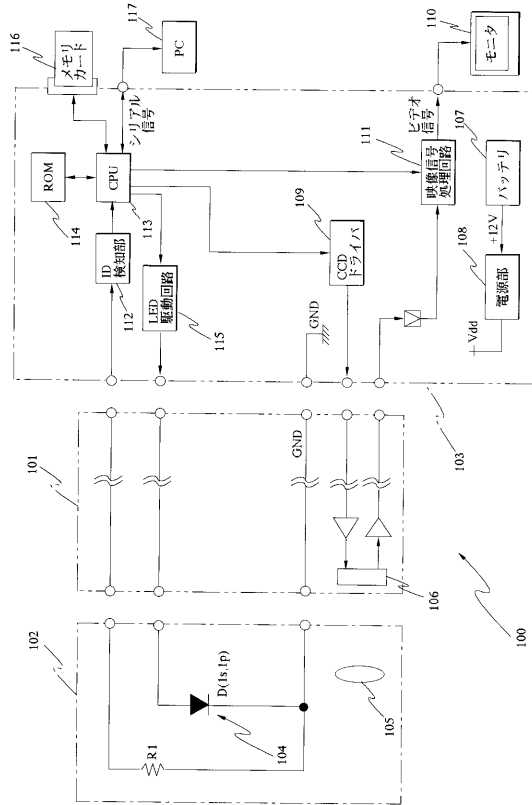 117
PC
116
メモリ
カード
シリアル
信号
110
モニタ
ビデオ
信号
ROM
114
CPU
113
111
映像信号
処理回路
107
バッテリ
ID
検知部
112
109
CCD
ドライバ
+12V
108
電源部
LED
駆動回路
115
GND
Vdd
103
101
GND
106
100
102
R1
D(1s,1p)
104
105